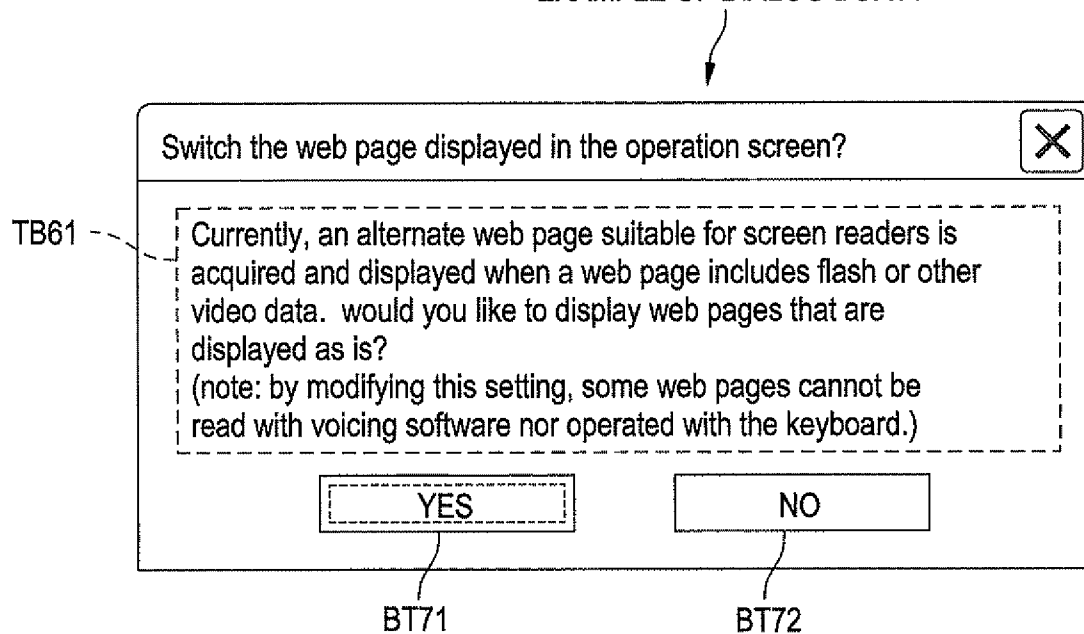 Switch the web page displayed in the operation screen?
TB61
Currently, an alternate web page suitable for screen readers is
acquired and displayed when a web page includes flash or other
video data. would you like to display web pages that are
displayed as is?
(note: by modifying this setting, some web pages cannot be
read with voicing software nor operated with the keyboard.)
YES
NO
BT71
BT72